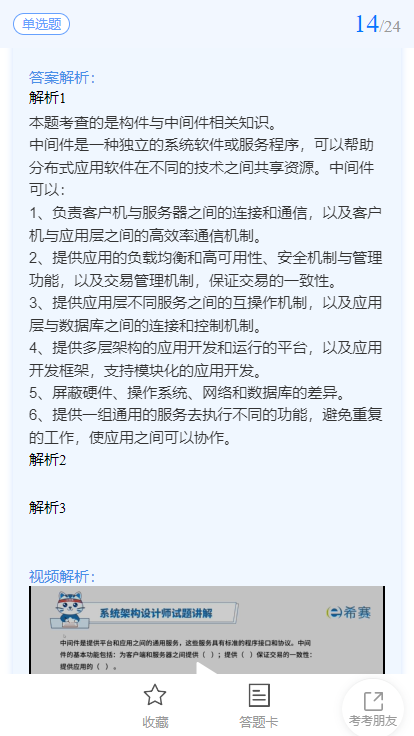 单选题
14/24
答案解析：
解析1
本题考查的是构件与中间件相关知识。
中间件是一种独立的系统软件或服务程序，可以帮助
分布式应用软件在不同的技术之间共享资源。中间件
可以：
1、负责客户机与服务器之间的连接和通信，以及客户
机与应用层之间的高效率通信机制。
2、提供应用的负载均衡和高可用性、安全机制与管理
功能，以及交易管理机制，保证交易的一致性。
3、提供应用层不同服务之间的互操作机制，以及应用
层与数据库之间的连接和控制机制。
4、提供多层架构的应用开发和运行的平台，以及应用
开发框架，支持模块化的应用开发。
5、屏蔽硬件、操作系统、网络和数据库的差异。
6、提供一组通用的服务去执行不同的功能，避免重复
的工作，使应用之间可以协作。
解析2
解析3
视频解析：
系统架构设计师试题讲解
希赛
中间件是提供平台和应用之间的通用服务，这些服务具有标准的程序接口和协议。中间
件的基本功能包括：为客户端和服务器之间提供（ ）；提供（ ）保证交易的一致性；
提供应用的（ ）。
收藏
答题卡
考考朋友